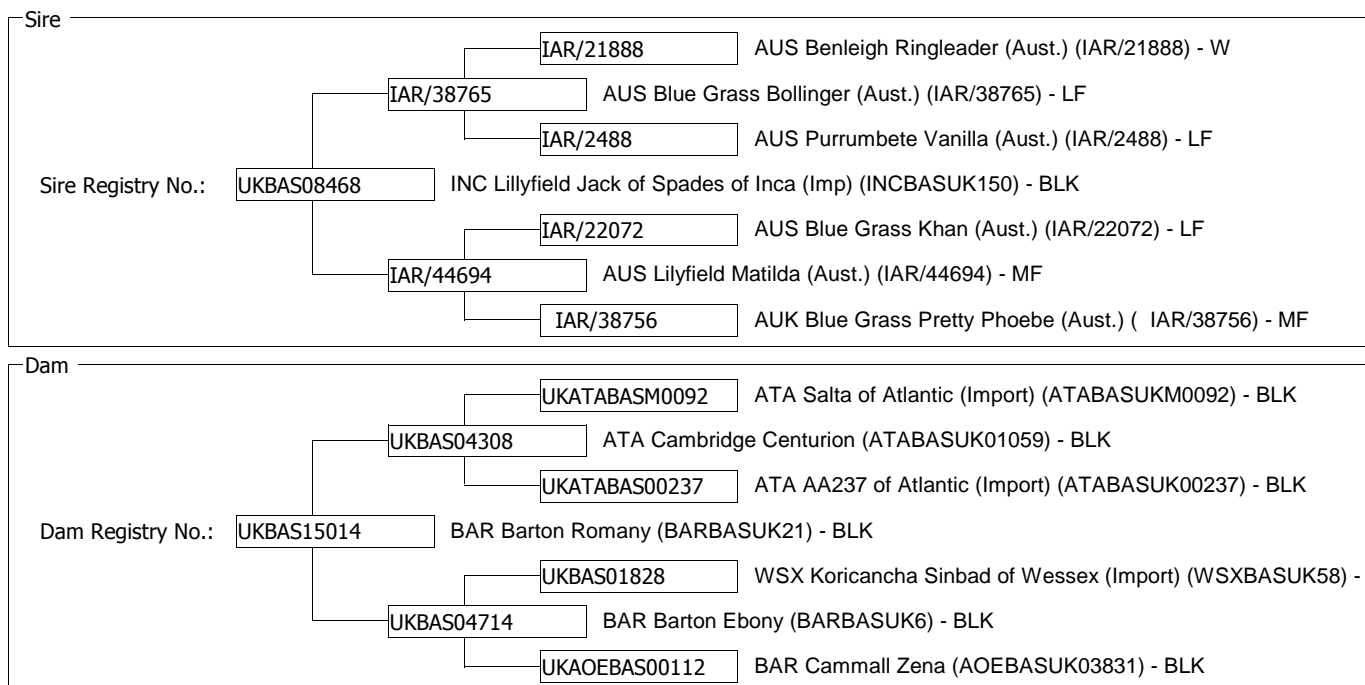 Sire
IAR/21888 AUS Benleigh Ringleader (Aust.) (IAR/21888) - W
IAR/38765 AUS Blue Grass Bollinger (Aust.) (IAR/38765) - LF
IAR/2488 AUS Purrumbete Vanilla (Aust.) (IAR/2488) - LF
Sire Registry No.: UKBAS08468 INC Lillyfield Jack of Spades of Inca (Imp) (INCBASUK150) - BLK
IAR/22072 AUS Blue Grass Khan (Aust.) (IAR/22072) - LF
IAR/44694 AUS Lilyfield Matilda (Aust.) (IAR/44694) - MF
IAR/38756 AUK Blue Grass Pretty Phoebe (Aust.) ( IAR/38756) - MF
Dam
UKATABASM0092 ATA Salta of Atlantic (Import) (ATABASUKM0092) - BLK
UKBAS04308 ATA Cambridge Centurion (ATABASUK01059) - BLK
UKATABAS00237 ATA AA237 of Atlantic (Import) (ATABASUK00237) - BLK
Dam Registry No.: UKBAS15014 BAR Barton Romany (BARBASUK21) - BLK
UKBAS01828 WSX Koricancha Sinbad of Wessex (Import) (WSXBASUK58) -
UKBAS04714 BAR Barton Ebony (BARBASUK6) - BLK
UKAOEBAS00112 BAR Cammall Zena (AOEBASUK03831) - BLK